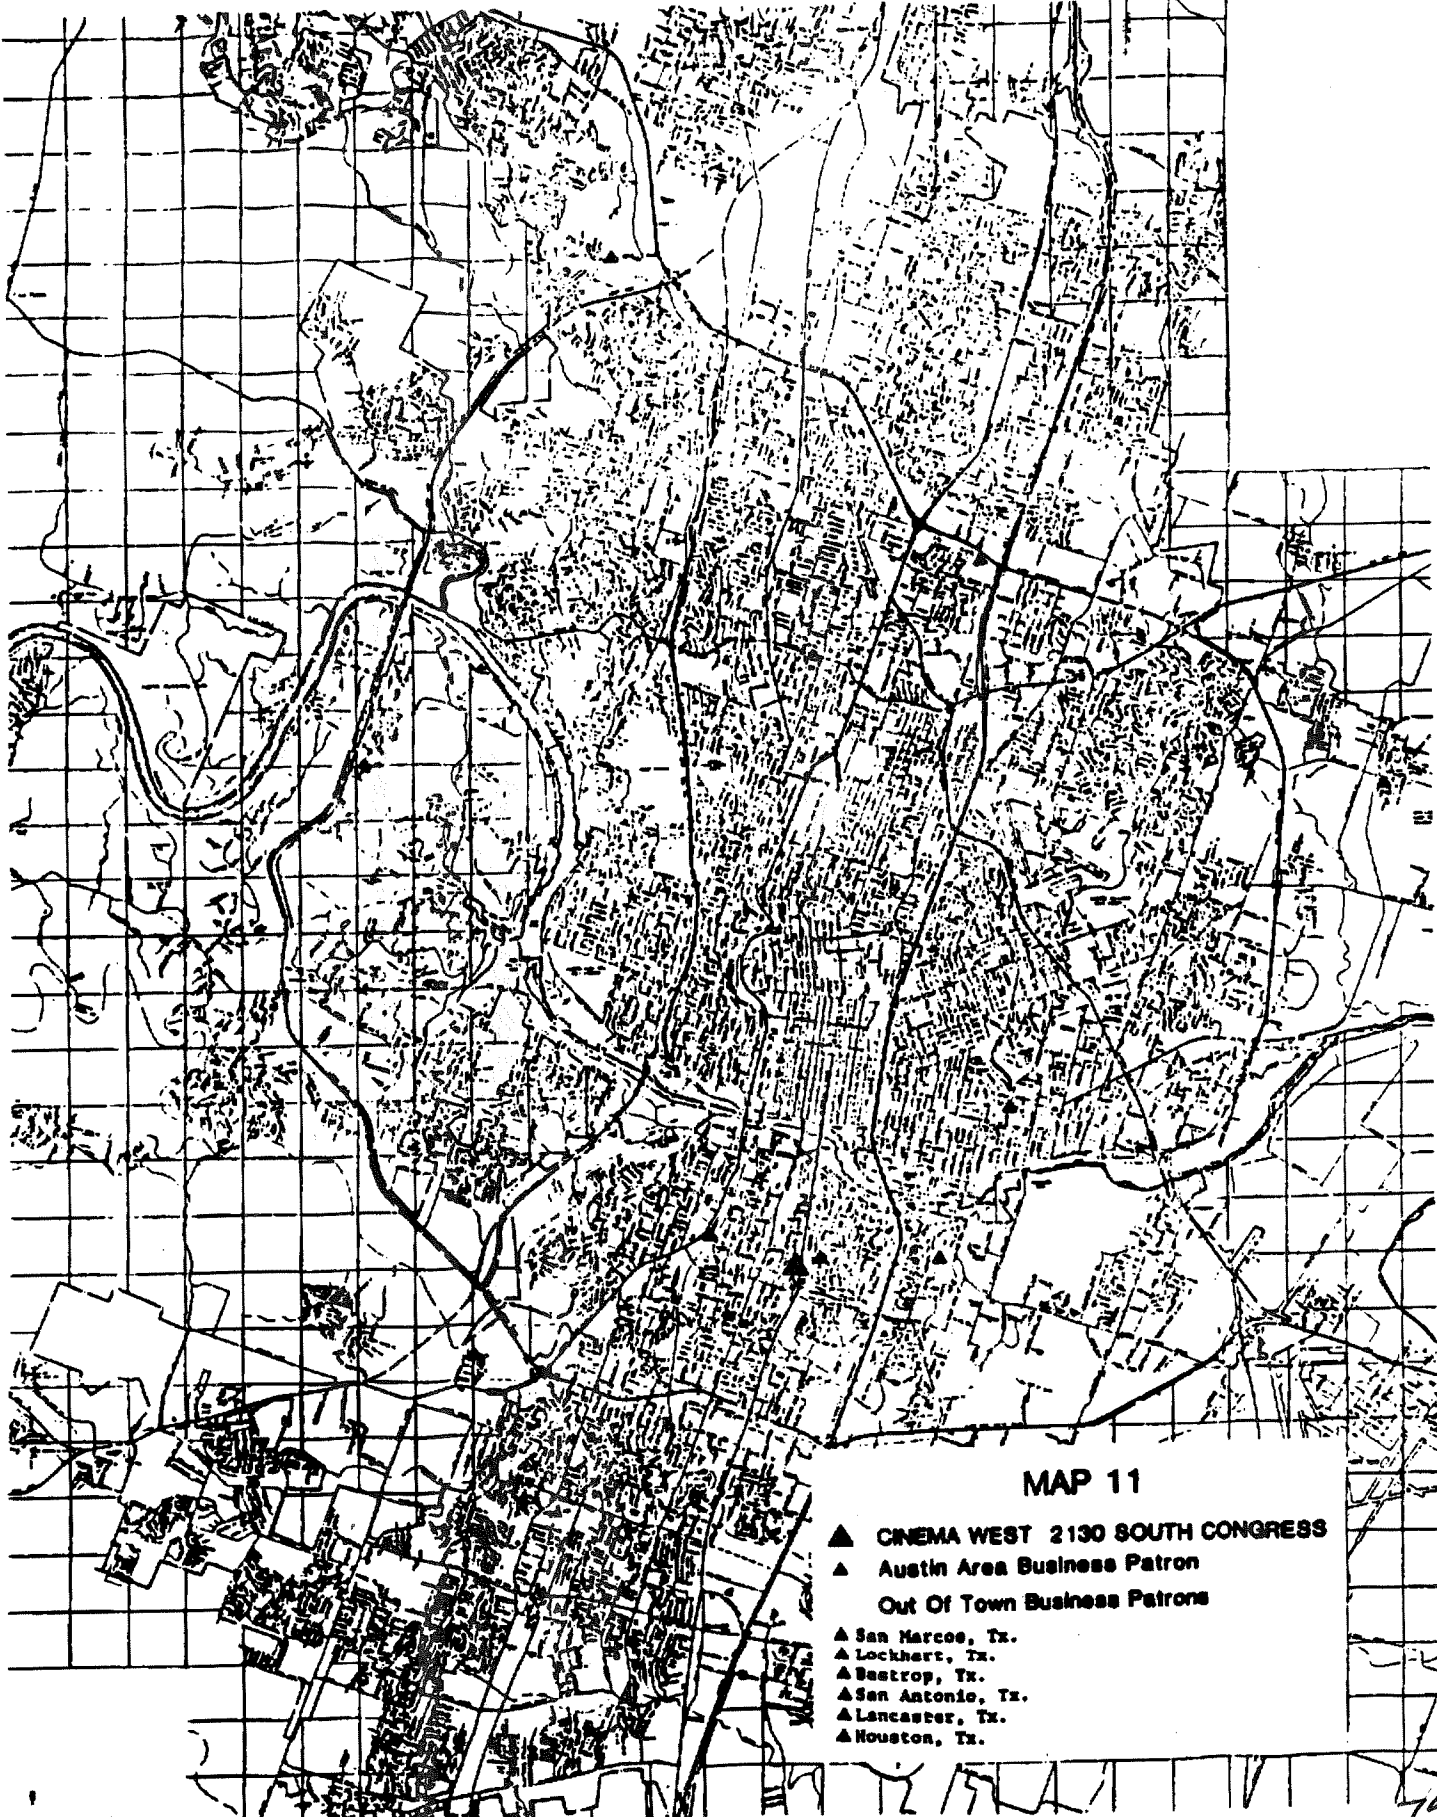 MAP 11
▲ CINEMA WEST 2130 SOUTH CONGRESS
▲ Austin Area Business Patron
Out Of Town Business Patrons
▲ San Marcos, Tx.
▲ Lockhart, Tx.
▲ Bastrop, Tx.
▲ San Antonio, Tx.
▲ Lancaster, Tx.
▲ Houston, Tx.